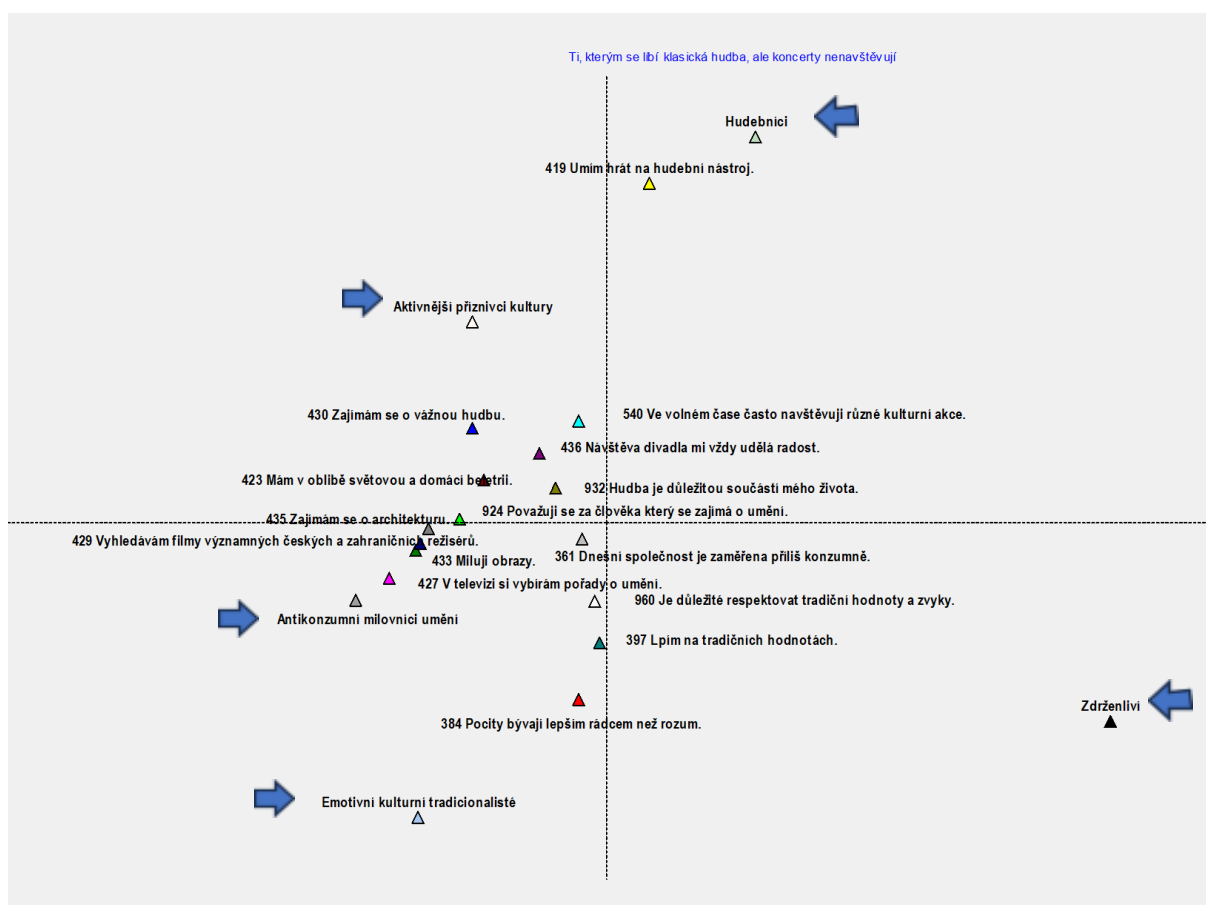 Ti, kterým se líbí klasická hudba, ale koncerty nenavštěvují
Hudebníci
419 Umím hrát na hudební nástroj.
Aktivnější příznivci kultury
430 Zajímám se o vážnou hudbu.
540 Ve volném čase často navštěvuji různé kulturní akce.
436 Návštěva divadla mi vždy udělá radost.
423 Mám v oblibě světovou a domácí beletrii.
932 Hudba je důležitou součástí mého života.
924 Považuji se za člověka který se zajímá o umění.
435 Zajímám se o architekturu.
429 Vyhledávám filmy významných českých a zahraničních režisérů.
433 Miluji obrazy.
361 Dnešní společnost je zaměřena příliš konzumně.
427 V televizi si vybírám pořady o umění.
960 Je důležité respektovat tradiční hodnoty a zvyky.
Antikonzumní milovníci umění
397 Lpím na tradičních hodnotách.
Zdrženliví
384 Pocity bývají lepším rádcem než rozum.
Emotivní kulturní tradicionalisté